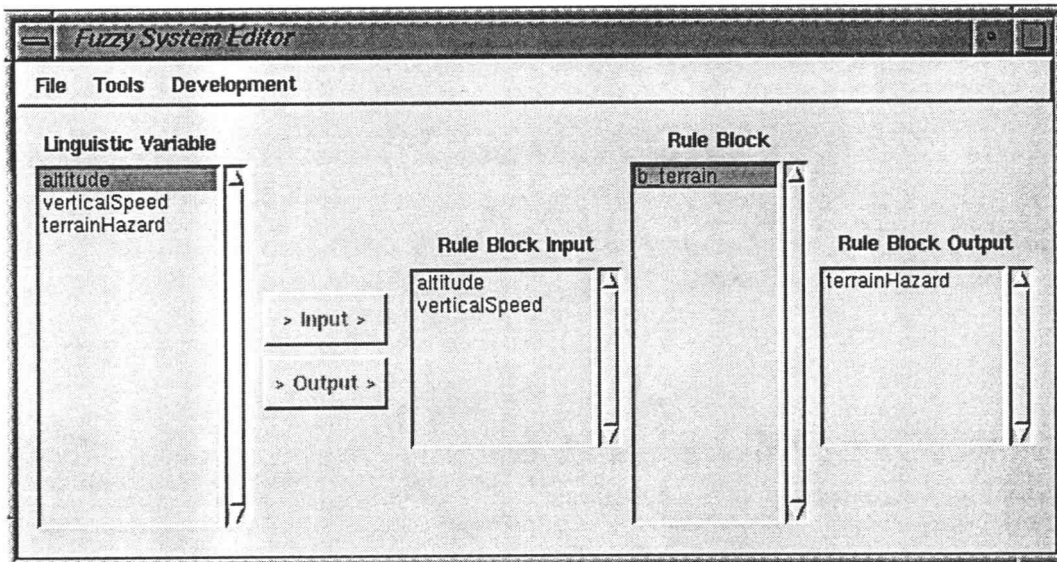 Fuzzy System Editor
File Tools Development
Linguistic Variable
altitude
verticalSpeed
terrainHazard
> Input >
> Output >
Rule Block Input
altitude
verticalSpeed
Rule Block
b_terrain
Rule Block Output
terrainHazard